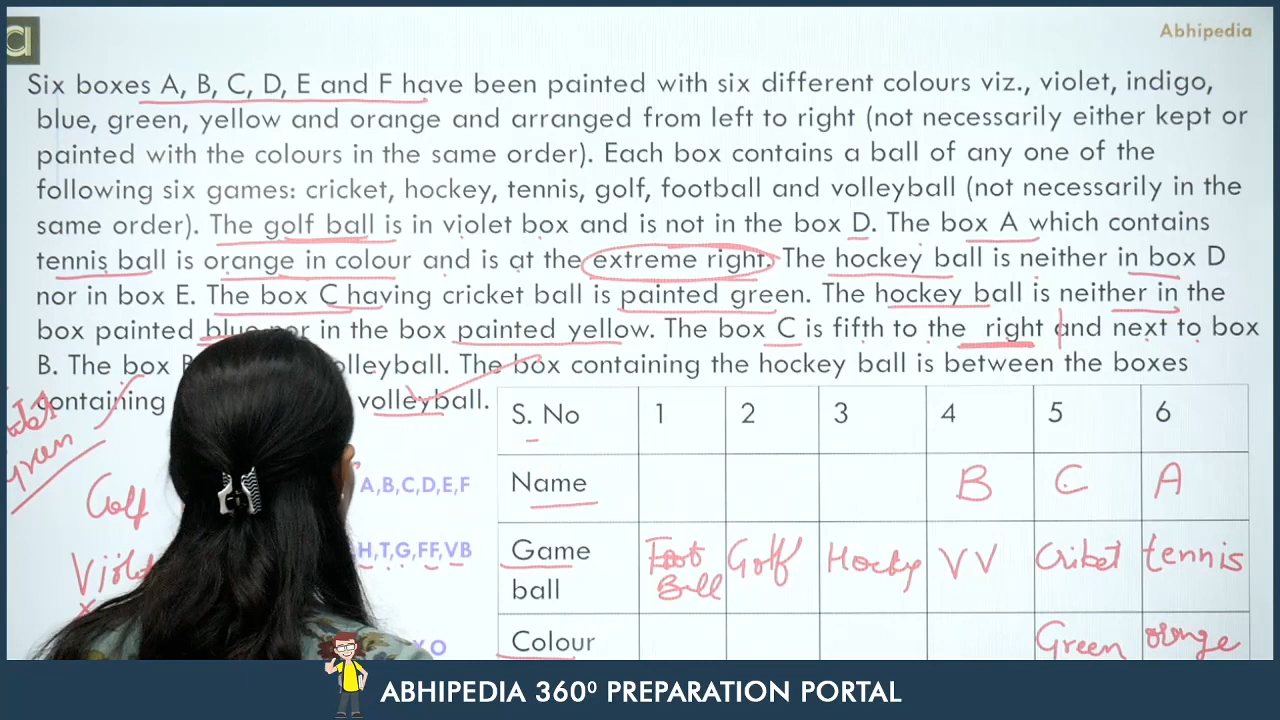 Abhipedia
Six boxes A, B, C, D, E and F have been painted with six different colours viz., violet, indigo,
blue, green, yellow and orange and arranged from left to right (not necessarily either kept or
painted with the colours in the same order). Each box contains a ball of any one of the
following six games: cricket, hockey, tennis, golf, football and volleyball (not necessarily in the
same order). The golf ball is in violet box and is not in the box D. The box A which contains
tennis ball is orange in colour and is at the extreme right. The hockey ball is neither in box D
nor in box E. The box C having cricket ball is painted green. The hockey ball is neither in the
box painted blue nor in the box painted yellow. The box C is fifth to the right and next to box
B. The box volleyball. The box containing the hockey ball is between the boxes
containing volleyball.
S. No 1 2 3 4 5 6
Green
Golf
A,B,C,D,E,F
Name B C A
Violet
H,T,G,FF,VB
Game ball Foot Ball Golf Hocky VV Cribet tennis
O
Colour Green ornge
ABHIPEDIA 360⁰ PREPARATION PORTAL